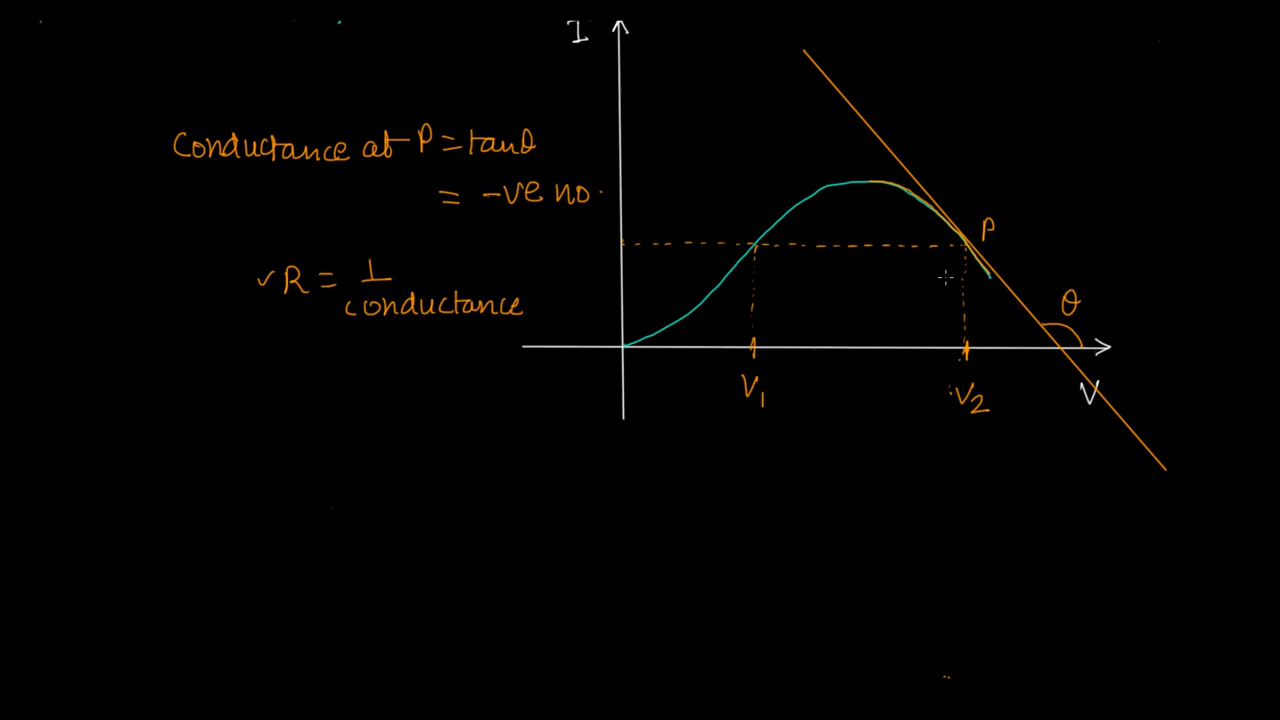 I
Conductance at P = tanθ
= -ve no.
P
✓R = 1/conductance
θ
V₁
V₂
V